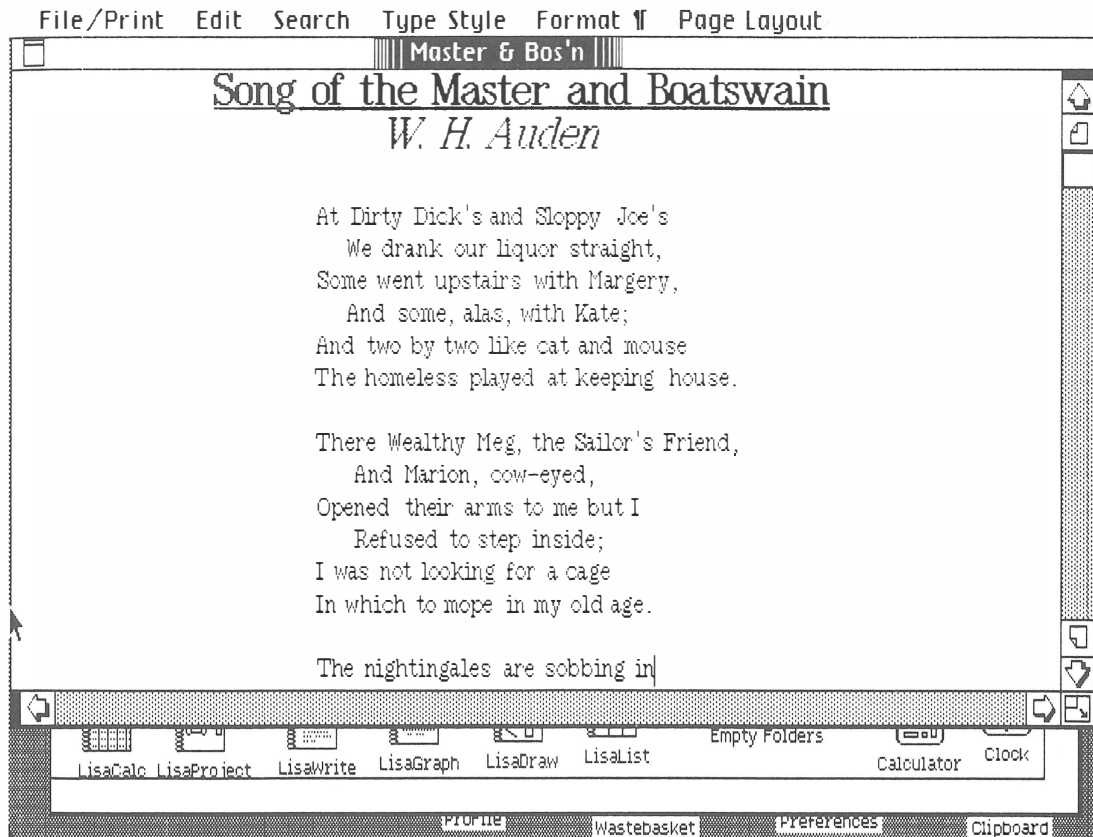 File/Print Edit Search Type Style Format ¶ Page Layout
Master & Bos'n
Song of the Master and Boatswain
W. H. Auden
At Dirty Dick's and Sloppy Joe's
We drank our liquor straight,
Some went upstairs with Margery,
And some, alas, with Kate;
And two by two like cat and mouse
The homeless played at keeping house.
There Wealthy Meg, the Sailor's Friend,
And Marion, cow-eyed,
Opened their arms to me but I
Refused to step inside;
I was not looking for a cage
In which to mope in my old age.
The nightingales are sobbing in
LisaCalc LisaProject LisaWrite LisaGraph LisaDraw LisaList Empty Folders Calculator Clock
Profile Wastebasket Preferences Clipboard